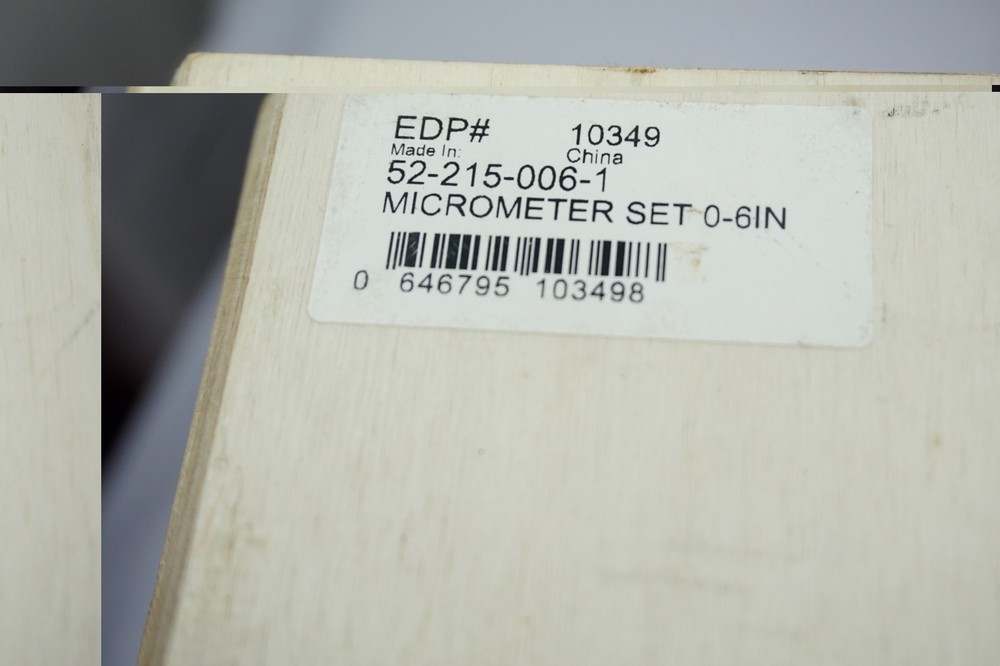 EDP# 10349
Made In: China
52-215-006-1
MICROMETER SET 0-6IN
0 646795 103498